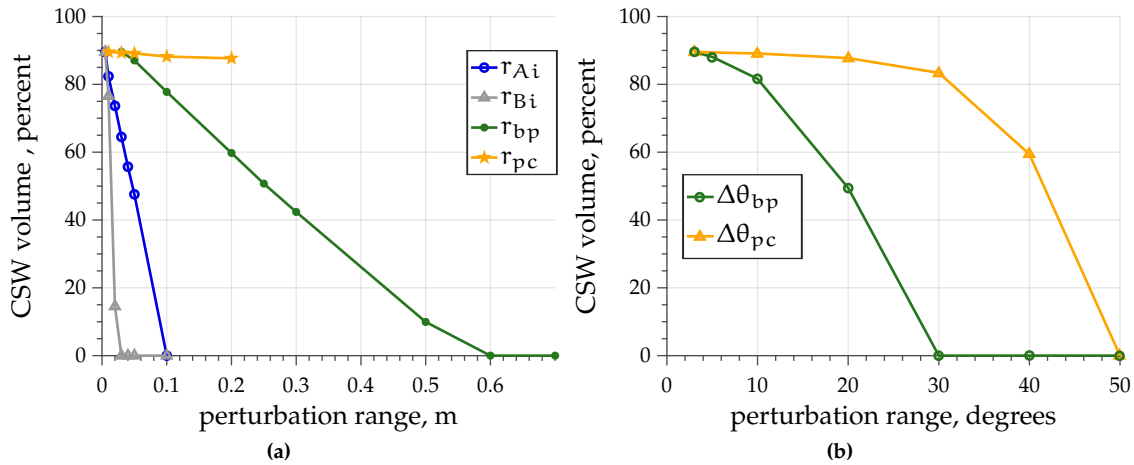 100
80
60
40
20
0
CSW volume , percent
r_Ai
r_Bi
r_bp
r_pc
0 0.1 0.2 0.3 0.4 0.5 0.6
perturbation range, m
(a)
100
80
60
40
20
0
CSW volume, percent
Δθ_bp
Δθ_pc
0 10 20 30 40 50
perturbation range, degrees
(b)